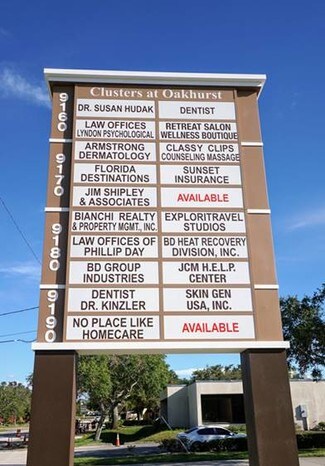 Clusters at Oakhurst
9160
DR. SUSAN HUDAK
DENTIST
LAW OFFICES
LYNDON PSYCHOLOGICAL
RETREAT SALON
WELLNESS BOUTIQUE
ARMSTRONG
DERMATOLOGY
CLASSY CLIPS
COUNSELING MASSAGE
9170
FLORIDA
DESTINATIONS
SUNSET
INSURANCE
JIM SHIPLEY
& ASSOCIATES
AVAILABLE
9180
BIANCHI REALTY
& PROPERTY MGMT., INC.
EXPLORITRAVEL
STUDIOS
LAW OFFICES OF
PHILLIP DAY
BD HEAT RECOVERY
DIVISION, INC.
BD GROUP
INDUSTRIES
JCM H.E.L.P.
CENTER
9190
DENTIST
DR. KINZLER
SKIN GEN
USA, INC.
NO PLACE LIKE
HOMECARE
AVAILABLE